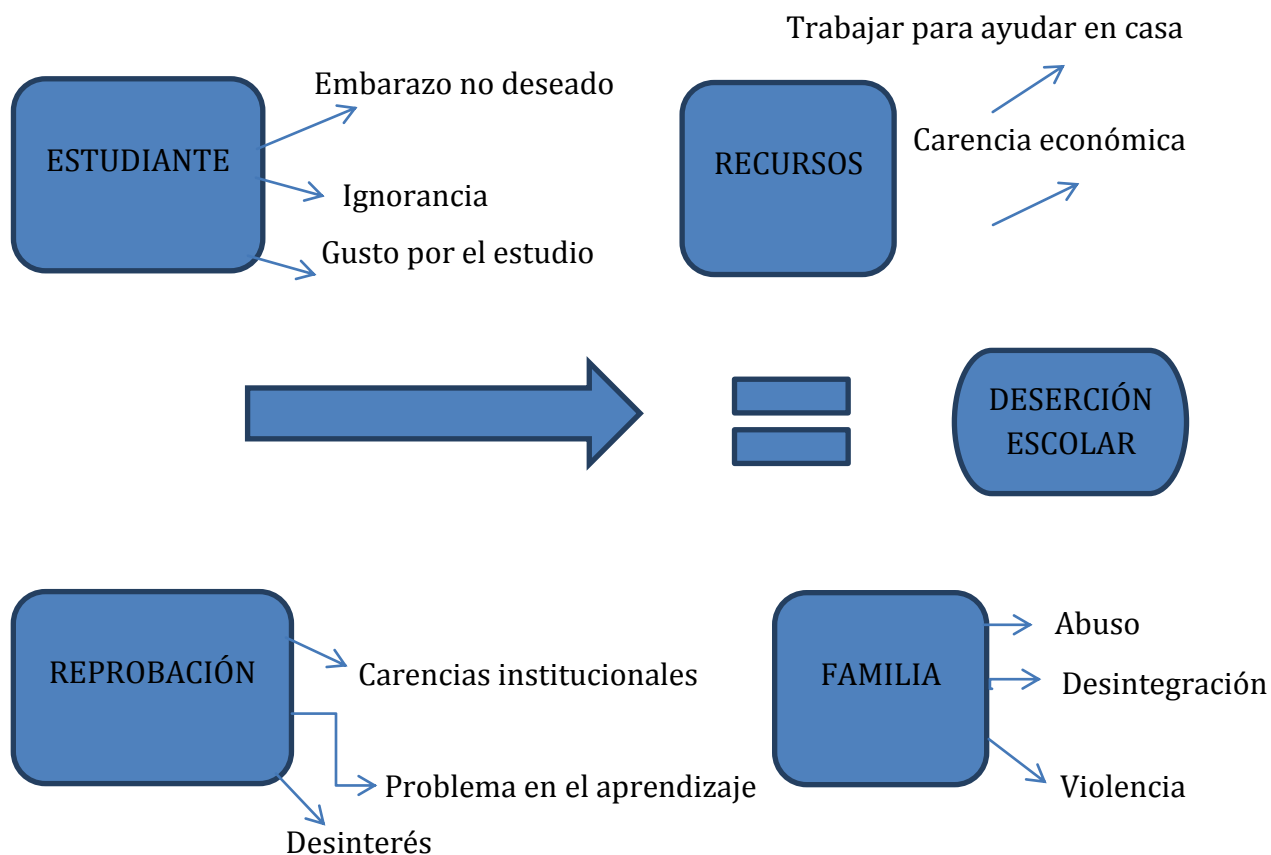 Trabajar para ayudar en casa
Embarazo no deseado
ESTUDIANTE
RECURSOS
Carencia económica
Ignorancia
Gusto por el estudio
DESERCIÓN
ESCOLAR
REPROBACIÓN
Carencias institucionales
Problema en el aprendizaje
Desinterés
FAMILIA
Abuso
Desintegración
Violencia